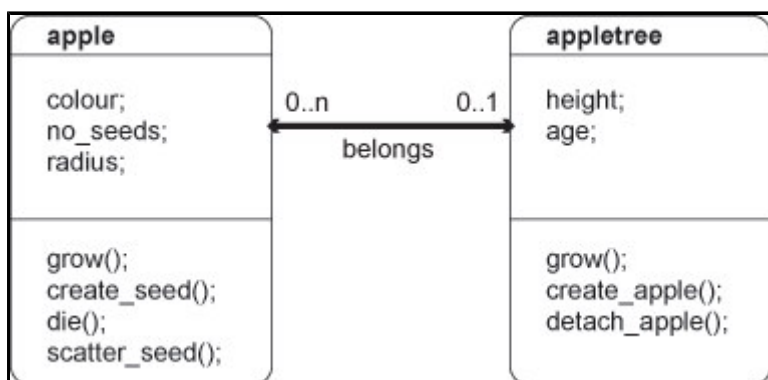 apple
colour;
no_seeds;
radius;
grow();
create_seed();
die();
scatter_seed();
0..n
0..1
belongs
appletree
height;
age;
grow();
create_apple();
detach_apple();